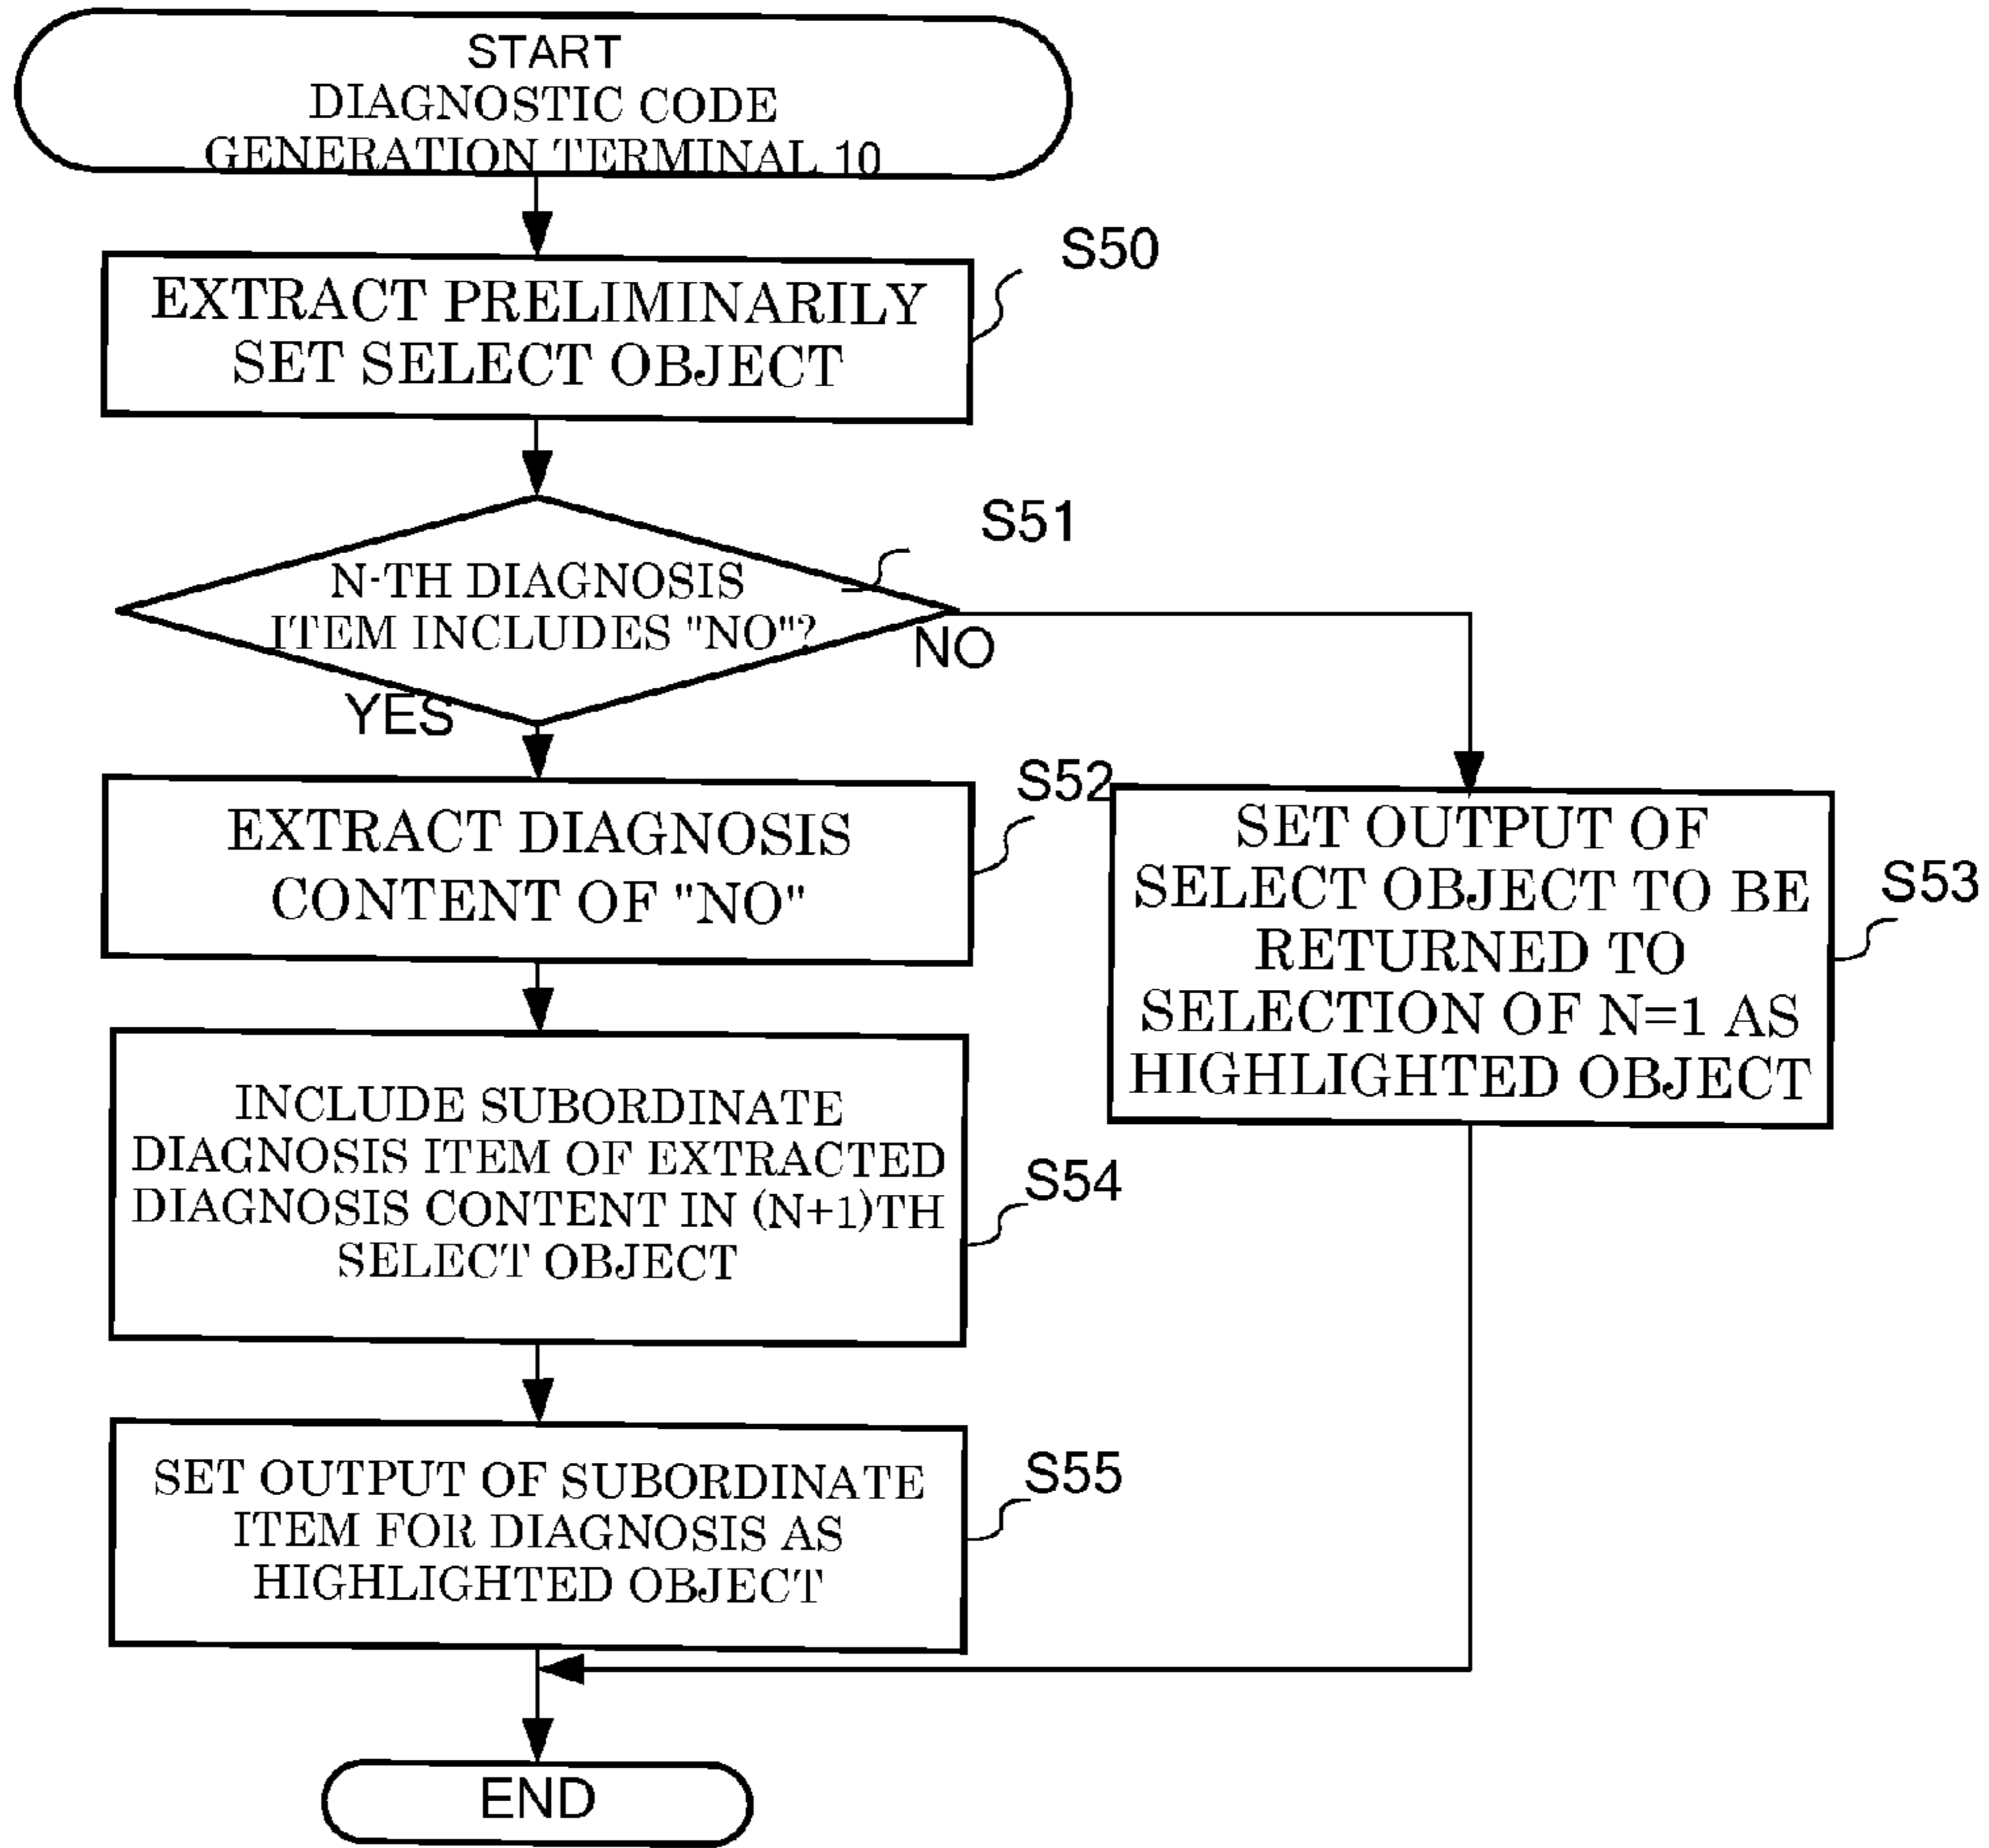 START
DIAGNOSTIC CODE
GENERATION TERMINAL 10
S50
EXTRACT PRELIMINARILY
SET SELECT OBJECT
S51
N-TH DIAGNOSIS
ITEM INCLUDES "NO"?
NO
YES
S52
EXTRACT DIAGNOSIS
CONTENT OF "NO"
SET OUTPUT OF
SELECT OBJECT TO BE
RETURNED TO
SELECTION OF N=1 AS
HIGHLIGHTED OBJECT
S53
INCLUDE SUBORDINATE
DIAGNOSIS ITEM OF EXTRACTED
DIAGNOSIS CONTENT IN (N+1)TH
SELECT OBJECT
S54
SET OUTPUT OF SUBORDINATE
ITEM FOR DIAGNOSIS AS
HIGHLIGHTED OBJECT
S55
END